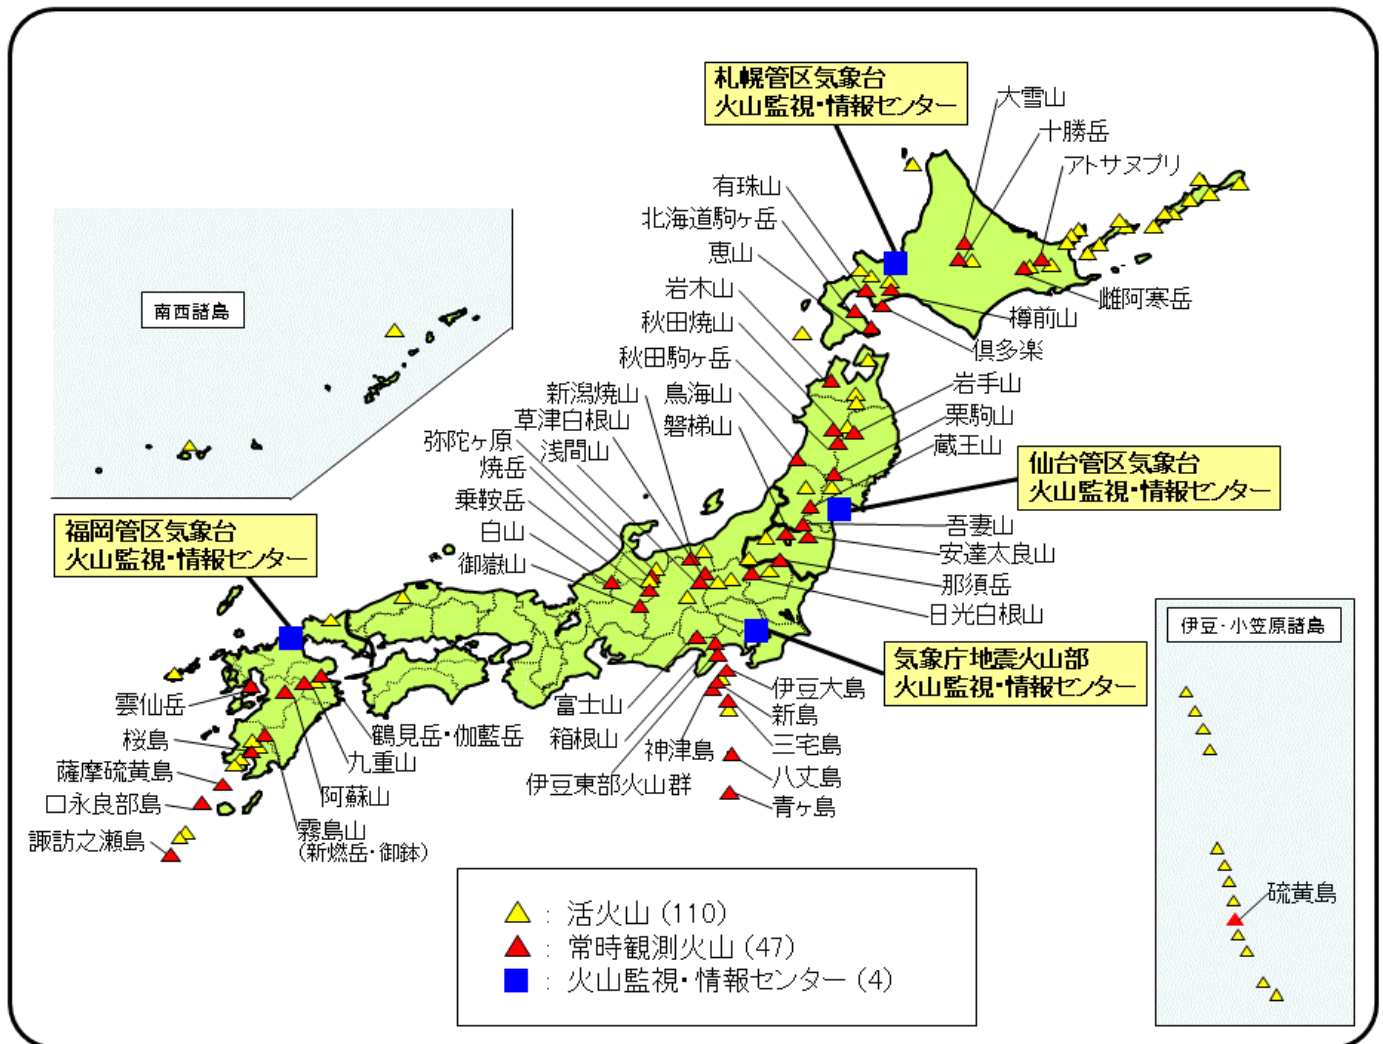 札幌管区気象台
火山監視・情報センター
大雪山
十勝岳
アトサヌプリ
有珠山
北海道駒ヶ岳
恵山
岩木山
秋田焼山
秋田駒ヶ岳
新潟焼山
鳥海山
草津白根山
磐梯山
弥陀ヶ原
浅間山
焼岳
乗鞍岳
白山
御嶽山
雌阿寒岳
樽前山
倶多楽
岩手山
栗駒山
蔵王山
仙台管区気象台
火山監視・情報センター
吾妻山
安達太良山
那須岳
日光白根山
南西諸島
福岡管区気象台
火山監視・情報センター
気象庁地震火山部
火山監視・情報センター
伊豆・小笠原諸島
硫黄島
雲仙岳
桜島
薩摩硫黄島
口永良部島
諏訪之瀬島
鶴見岳・伽藍岳
九重山
阿蘇山
霧島山
(新燃岳・御鉢)
富士山
箱根山
伊豆東部火山群
神津島
伊豆大島
新島
三宅島
八丈島
青ヶ島
：活火山(110)
：常時観測火山(47)
：火山監視・情報センター(4)